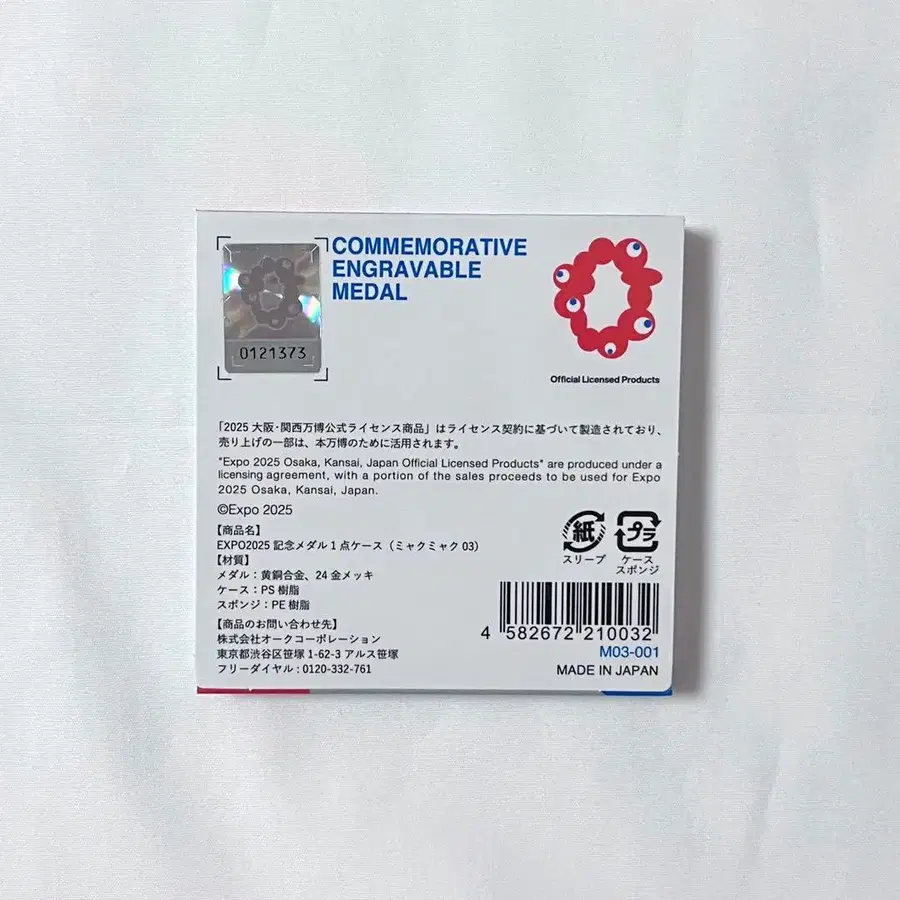 COMMEMORATIVE
ENGRAVABLE
MEDAL
0121373
Official Licensed Products
「2025 大阪・関西万博公式ライセンス商品」はライセンス契約に基づいて製造されており、
売り上げの一部は、本万博のために活用されます。
"Expo 2025 Osaka, Kansai, Japan Official Licensed Products" are produced under a
licensing agreement, with a portion of the sales proceeds to be used for Expo
2025 Osaka, Kansai, Japan.
©Expo 2025
【商品名】
EXPO2025 記念メダル 1 点ケース（ミャクミャク 03）
【材質】
メダル：黄銅合金、24 金メッキ
ケース：PS 樹脂
スポンジ：PE 樹脂
【商品のお問い合わせ先】
株式会社オークコーポレーション
東京都渋谷区笹塚 1-62-3 アルス笹塚
フリーダイヤル：0120-332-761
紙
スリーブ
プラ
ケース
スポンジ
4 582672 210032
M03-001
MADE IN JAPAN